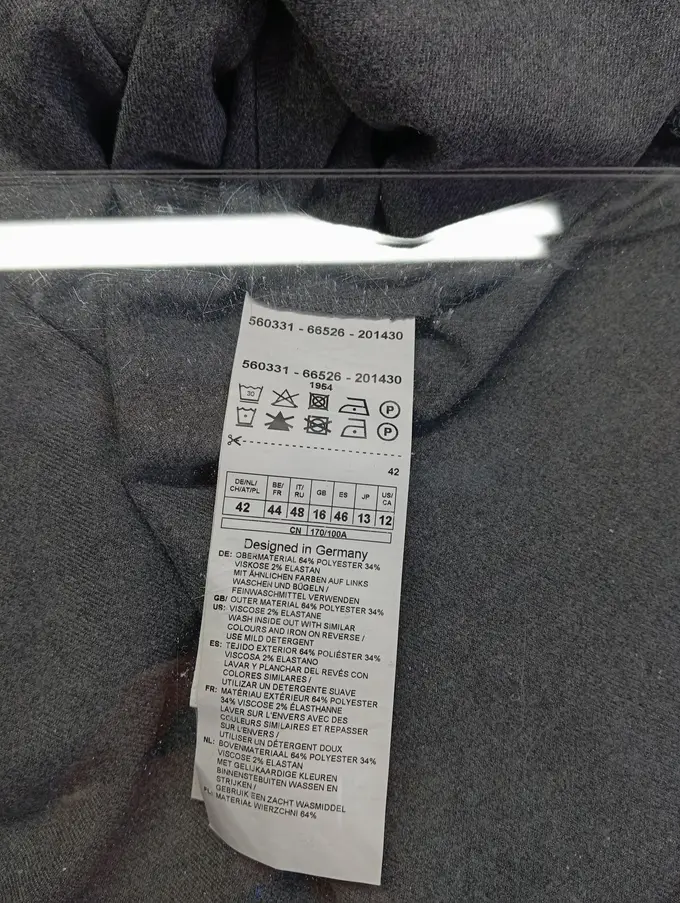 560331 - 66526 - 201430
560331 - 66526 - 201430
1954
30
P
P
42
DE/NL/ CH/AT/PL BE/ FR IT/ RU GB ES JP US/ CA
42 44 48 16 46 13 12
CN 170/100A
Designed in Germany
DE: OBERMATERIAL 64% POLYESTER 34%
VISKOSE 2% ELASTAN
MIT ÄHNLICHEN FARBEN AUF LINKS
WASCHEN UND BÜGELN /
FEINWASCHMITTEL VERWENDEN
GB/ OUTER MATERIAL 64% POLYESTER 34%
US: VISCOSE 2% ELASTANE
WASH INSIDE OUT WITH SIMILAR
COLOURS AND IRON ON REVERSE /
USE MILD DETERGENT
ES: TEJIDO EXTERIOR 64% POLIÉSTER 34%
VISCOSA 2% ELASTANO
LAVAR Y PLANCHAR DEL REVÉS CON
COLORES SIMILARES /
UTILIZAR UN DETERGENTE SUAVE
FR: MATÉRIAU EXTÉRIEUR 64% POLYESTER
34% VISCOSE 2% ÉLASTHANNE
LAVER SUR L'ENVERS AVEC DES
COULEURS SIMILAIRES ET REPASSER
SUR L'ENVERS /
UTILISER UN DÉTERGENT DOUX
NL: BOVENMATERIAAL 64% POLYESTER 34%
VISCOSE 2% ELASTAN
MET GELIJKAARDIGE KLEUREN
BINNENSTEBUITEN WASSEN EN
STRIJKEN /
GEBRUIK EEN ZACHT WASMIDDEL
PL: MATERIAŁ WIERZCHNI 64%